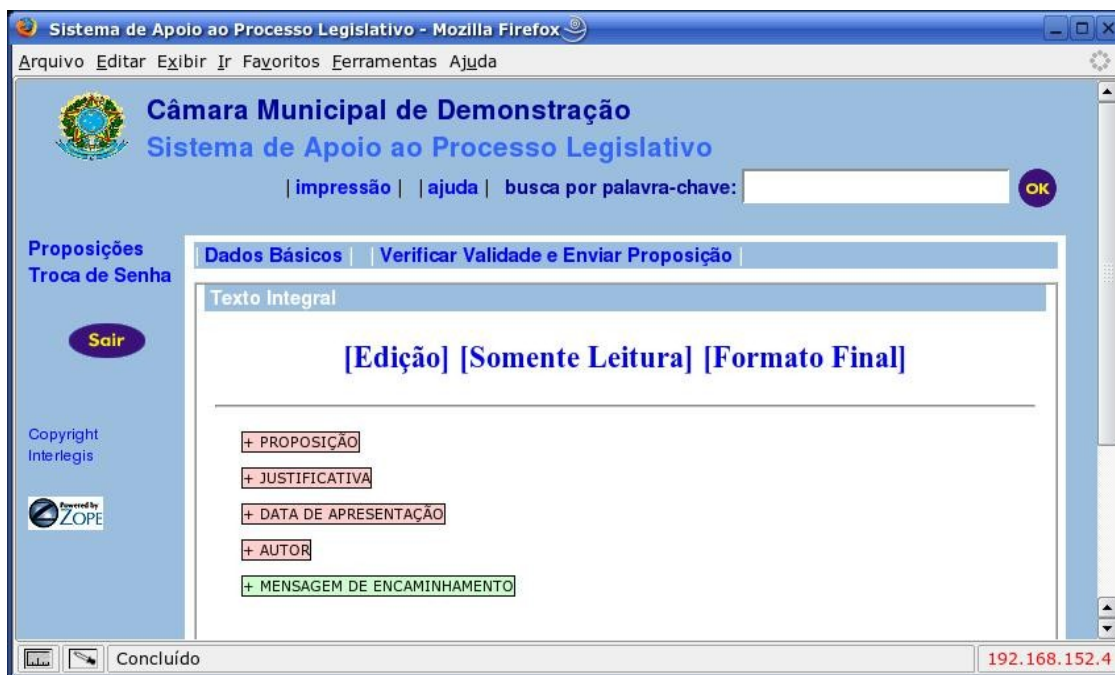 Sistema de Apoio ao Processo Legislativo - Mozilla Firefox
Arquivo Editar Exibir Ir Favoritos Ferramentas Ajuda
Câmara Municipal de Demonstração
Sistema de Apoio ao Processo Legislativo
| impressão | | ajuda | busca por palavra-chave: OK
Proposições
Troca de Senha
Sair
Copyright
Interlegis
Powered by
ZOPE
| Dados Básicos | | Verificar Validade e Enviar Proposição |
Texto Integral
[Edição] [Somente Leitura] [Formato Final]
+ PROPOSIÇÃO
+ JUSTIFICATIVA
+ DATA DE APRESENTAÇÃO
+ AUTOR
+ MENSAGEM DE ENCAMINHAMENTO
Concluído 192.168.152.4